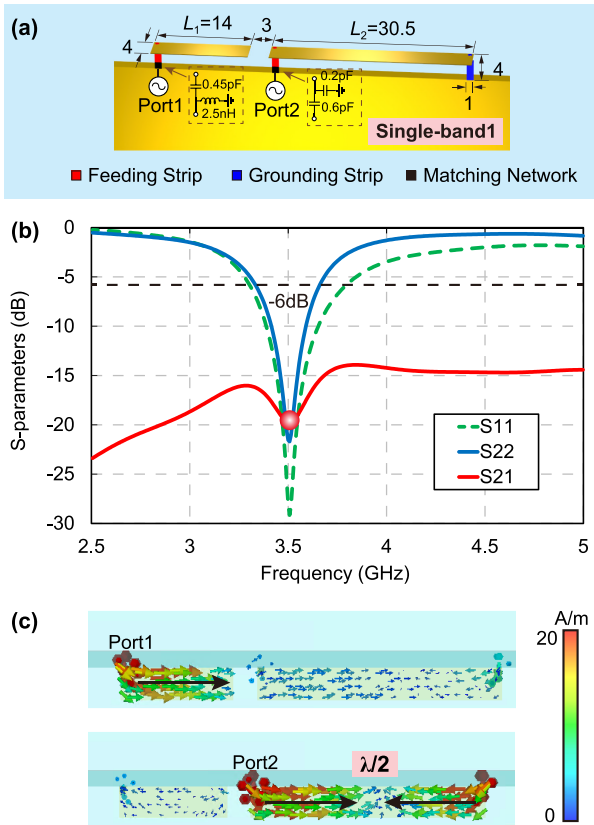 (a)
L₁=14
3
L₂=30.5
4
0.45pF
2.5nH
0.2pF
0.6pF
4
1
Port1
Port2
Single-band1
Feeding Strip
Grounding Strip
Matching Network
(b)
S-parameters (dB)
0
-5
-10
-15
-20
-25
-30
-6dB
S11
S22
S21
2.5
3
3.5
4
4.5
5
Frequency (GHz)
(c)
A/m
20
0
Port1
Port2
λ/2